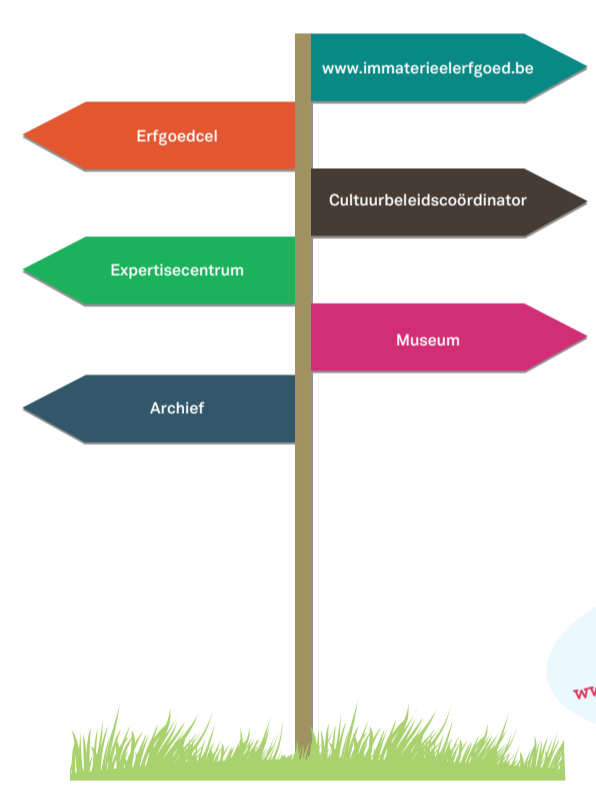 www.immaterieelerfgoed.be
Erfgoedcel
Cultuurbeleidscoördinator
Expertisecentrum
Museum
Archief